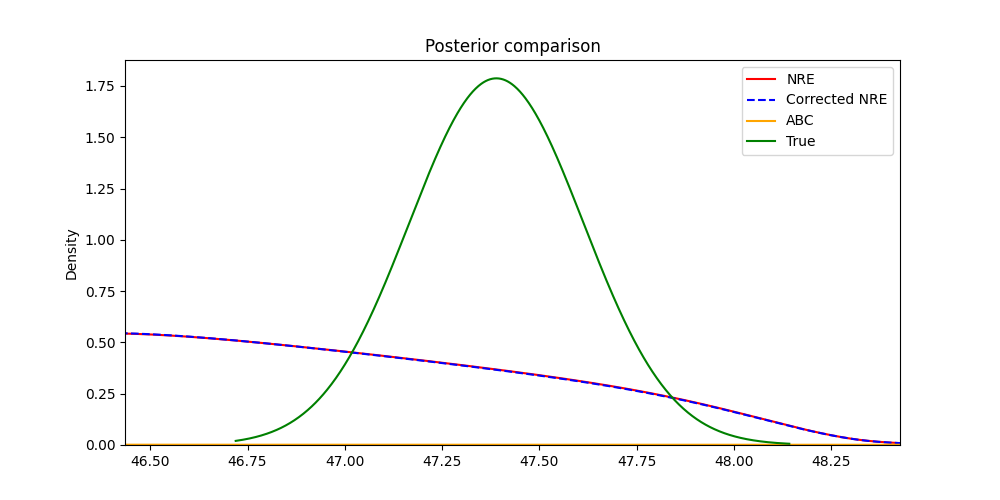 Posterior comparison
NRE
Corrected NRE
ABC
True
Density
1.75
1.50
1.25
1.00
0.75
0.50
0.25
0.00
46.50 46.75 47.00 47.25 47.50 47.75 48.00 48.25